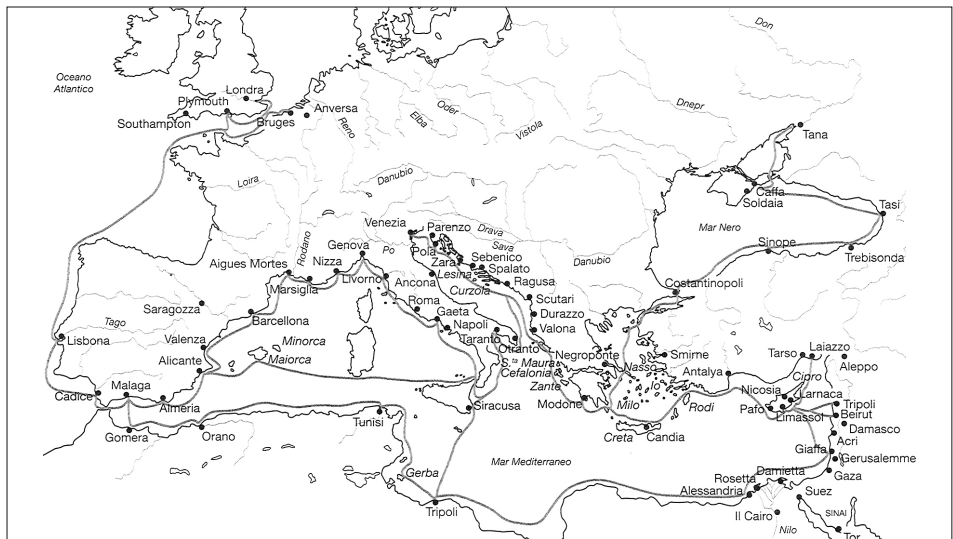 Don
Oceano
Atlantico
Londra
Plymouth
Southampton
Bruges
Anversa
Reno
Elba
Oder
Vistola
Dnepr
Tana
Loira
Danubio
Caffa
Soldaia
Tasi
Mar Nero
Venezia
Parenzo
Drava
Pola
Sava
Genova
Po
Rodano
Nizza
Zara
Sebenico
Lesina
Spalato
Danubio
Sinope
Trebisonda
Aigues Mortes
Marsiglia
Livorno
Ancona
Ragusa
Curzola
Costantinopoli
Saragozza
Roma
Scutari
Gaeta
Durazzo
Barcellona
Tago
Napoli
Valona
Lisbona
Valenza
Minorca
Taranto
Otranto
Negroponte
Smirne
Tarso
Laiazzo
Alicante
Maiorca
S.ta Maura
Cefalonia
Nasso
Antalya
Aleppo
Cipro
Malaga
Zante
Io
Nicosia
Larnaca
Cadice
Almeria
Siracusa
Modone
Milo
Rodi
Pafo
Limassol
Tripoli
Beirut
Gomera
Orano
Tunisi
Creta
Candia
Damasco
Acri
Giaffa
Gerusalemme
Mar Mediterraneo
Gerba
Damietta
Rosetta
Gaza
Alessandria
Suez
Tripoli
Il Cairo
SINAI
Nilo
Tor